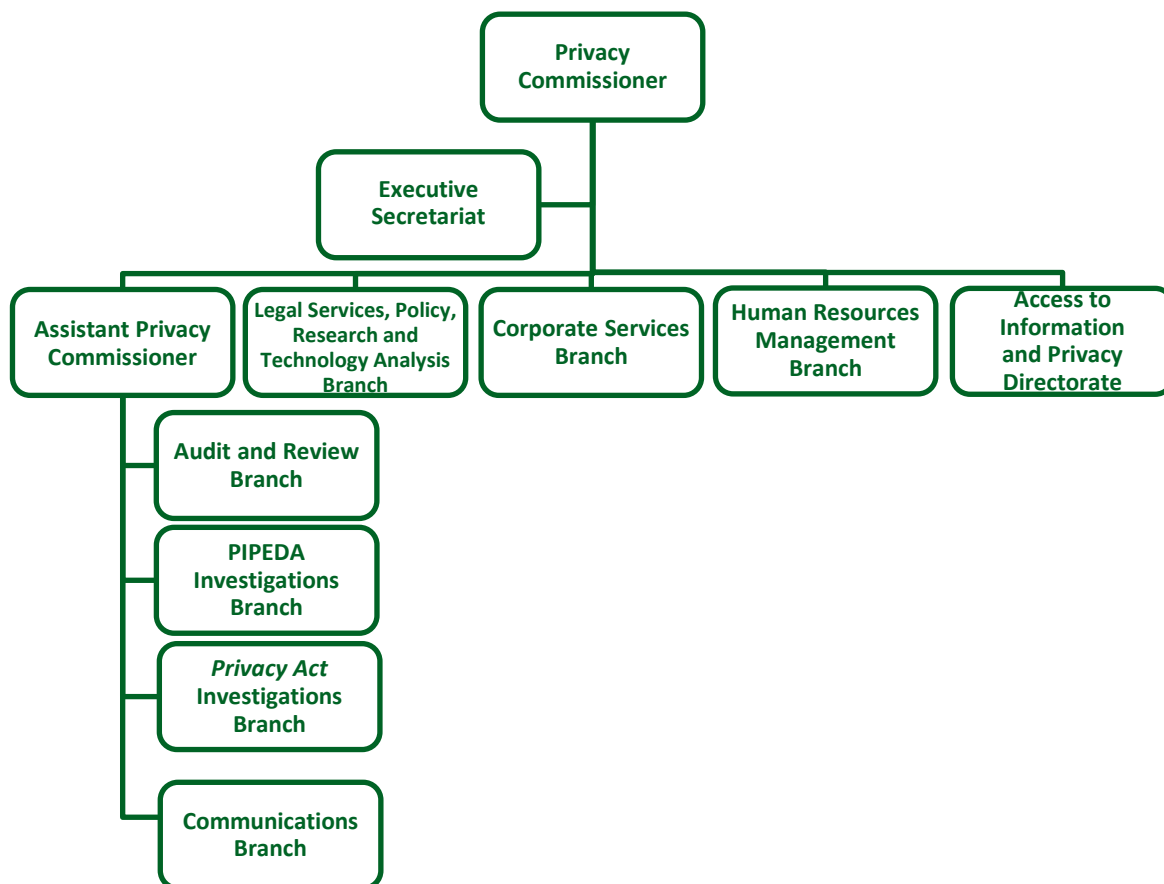 Privacy
Commissioner
Executive
Secretariat
Assistant Privacy
Commissioner
Legal Services, Policy,
Research and
Technology Analysis
Branch
Corporate Services
Branch
Human Resources
Management
Branch
Access to
Information
and Privacy
Directorate
Audit and Review
Branch
PIPEDA
Investigations
Branch
Privacy Act
Investigations
Branch
Communications
Branch